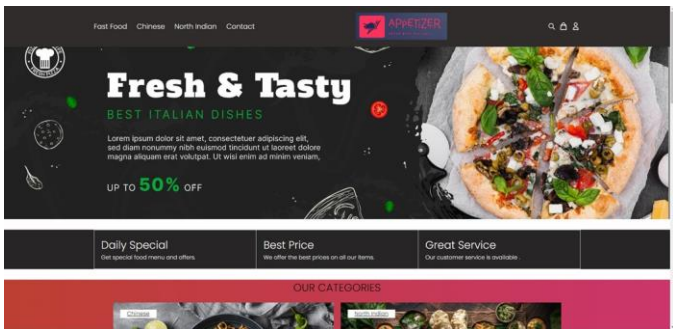 Fast Food Chinese North Indian Contact
APPETIZER
Fresh & Tasty
BEST ITALIAN DISHES
Lorem ipsum dolor sit amet, consectetuer adipiscing elit,
sed diam nonummy nibh euismod tincidunt ut laoreet dolore
magna aliquam erat volutpat. Ut wisi enim ad minim veniam,
UP TO 50% OFF
Daily Special
Get special food menu and offers.
Best Price
We offer the best prices on all our items.
Great Service
Our customer service is available .
OUR CATEGORIES
Chinese
North Indian